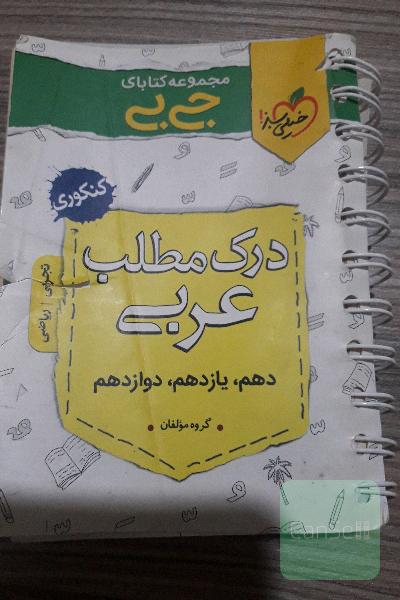 مجموعه کتابای
جی بی
خیلی سبز
کنکوری
درک مطلب
عربی
تجربی | ریاضی
دهم، یازدهم، دوازدهم
گروه مؤلفان